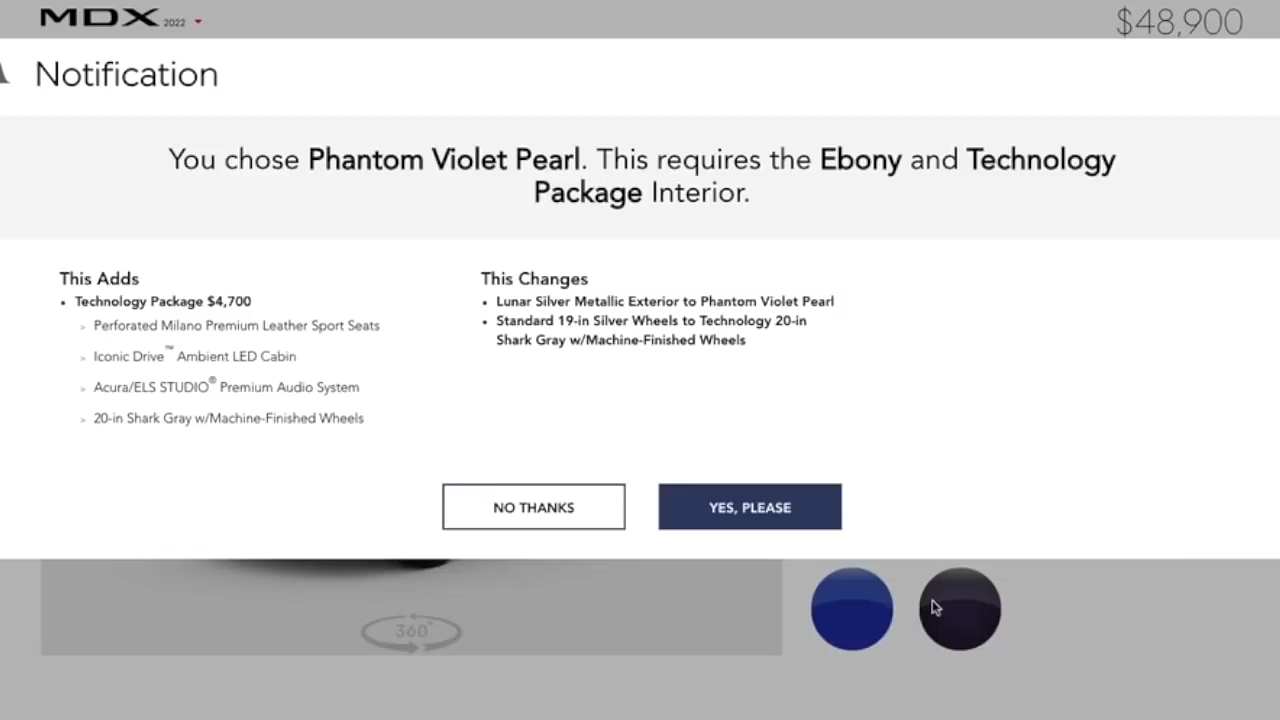 MDX 2022
$48,900
Notification
You chose Phantom Violet Pearl. This requires the Ebony and Technology
Package Interior.
This Adds
• Technology Package $4,700
> Perforated Milano Premium Leather Sport Seats
> Iconic Drive™ Ambient LED Cabin
> Acura/ELS STUDIO® Premium Audio System
> 20-in Shark Gray w/Machine-Finished Wheels
This Changes
• Lunar Silver Metallic Exterior to Phantom Violet Pearl
• Standard 19-in Silver Wheels to Technology 20-in
Shark Gray w/Machine-Finished Wheels
NO THANKS
YES, PLEASE
360°